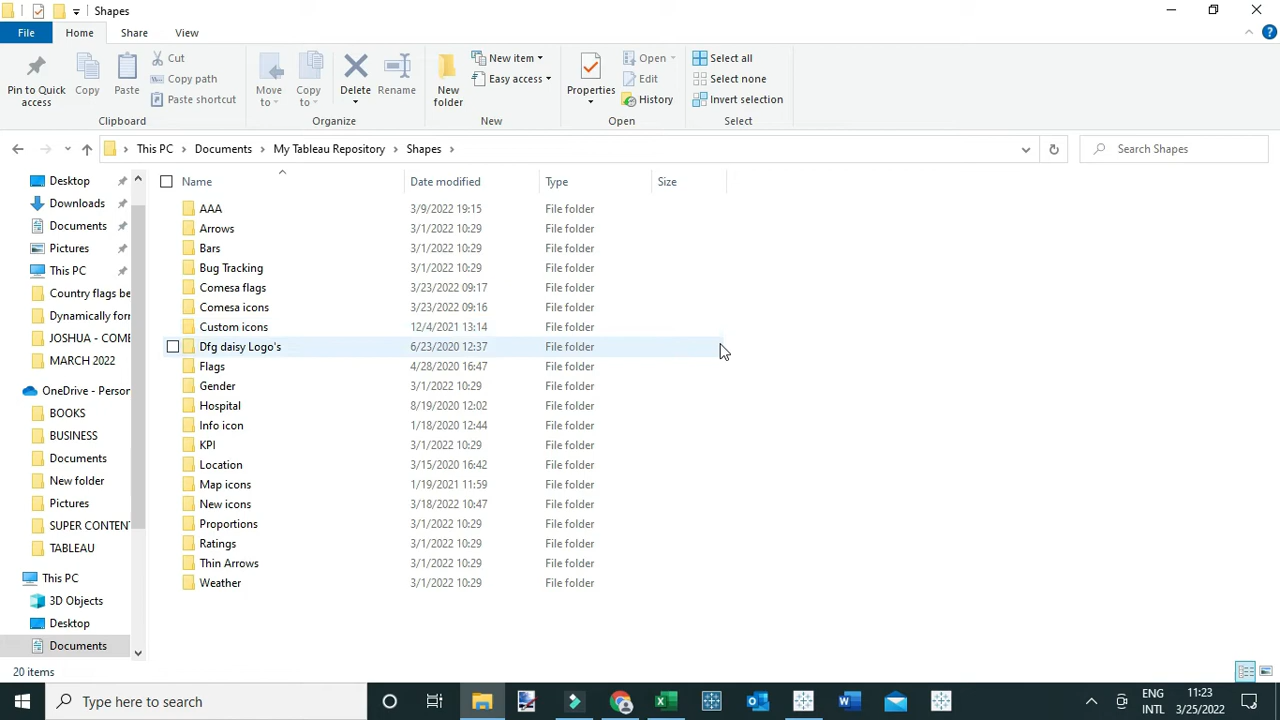 Shapes
File Home Share View
Pin to Quick access
Copy
Paste
Cut
Copy path
Paste shortcut
Move to
Copy to
Delete
Rename
New folder
New item
Easy access
Properties
Open
Edit
History
Select all
Select none
Invert selection
Clipboard Organize New Open Select
This PC Documents My Tableau Repository Shapes
Search Shapes
Desktop
Downloads
Documents
Pictures
This PC
Country flags be
Dynamically forn
JOSHUA - COME
MARCH 2022
OneDrive - Person
BOOKS
BUSINESS
Documents
New folder
Pictures
SUPER CONTENT
TABLEAU
This PC
3D Objects
Desktop
Documents
Name Date modified Type Size
AAA 3/9/2022 19:15 File folder
Arrows 3/1/2022 10:29 File folder
Bars 3/1/2022 10:29 File folder
Bug Tracking 3/1/2022 10:29 File folder
Comesa flags 3/23/2022 09:17 File folder
Comesa icons 3/23/2022 09:16 File folder
Custom icons 12/4/2021 13:14 File folder
Dfg daisy Logo's 6/23/2020 12:37 File folder
Flags 4/28/2020 16:47 File folder
Gender 3/1/2022 10:29 File folder
Hospital 8/19/2020 12:02 File folder
Info icon 1/18/2020 12:44 File folder
KPI 3/1/2022 10:29 File folder
Location 3/15/2020 16:42 File folder
Map icons 1/19/2021 11:59 File folder
New icons 3/18/2022 10:47 File folder
Proportions 3/1/2022 10:29 File folder
Ratings 3/1/2022 10:29 File folder
Thin Arrows 3/1/2022 10:29 File folder
Weather 3/1/2022 10:29 File folder
20 items
Type here to search
ENG
INTL
11:23
3/25/2022